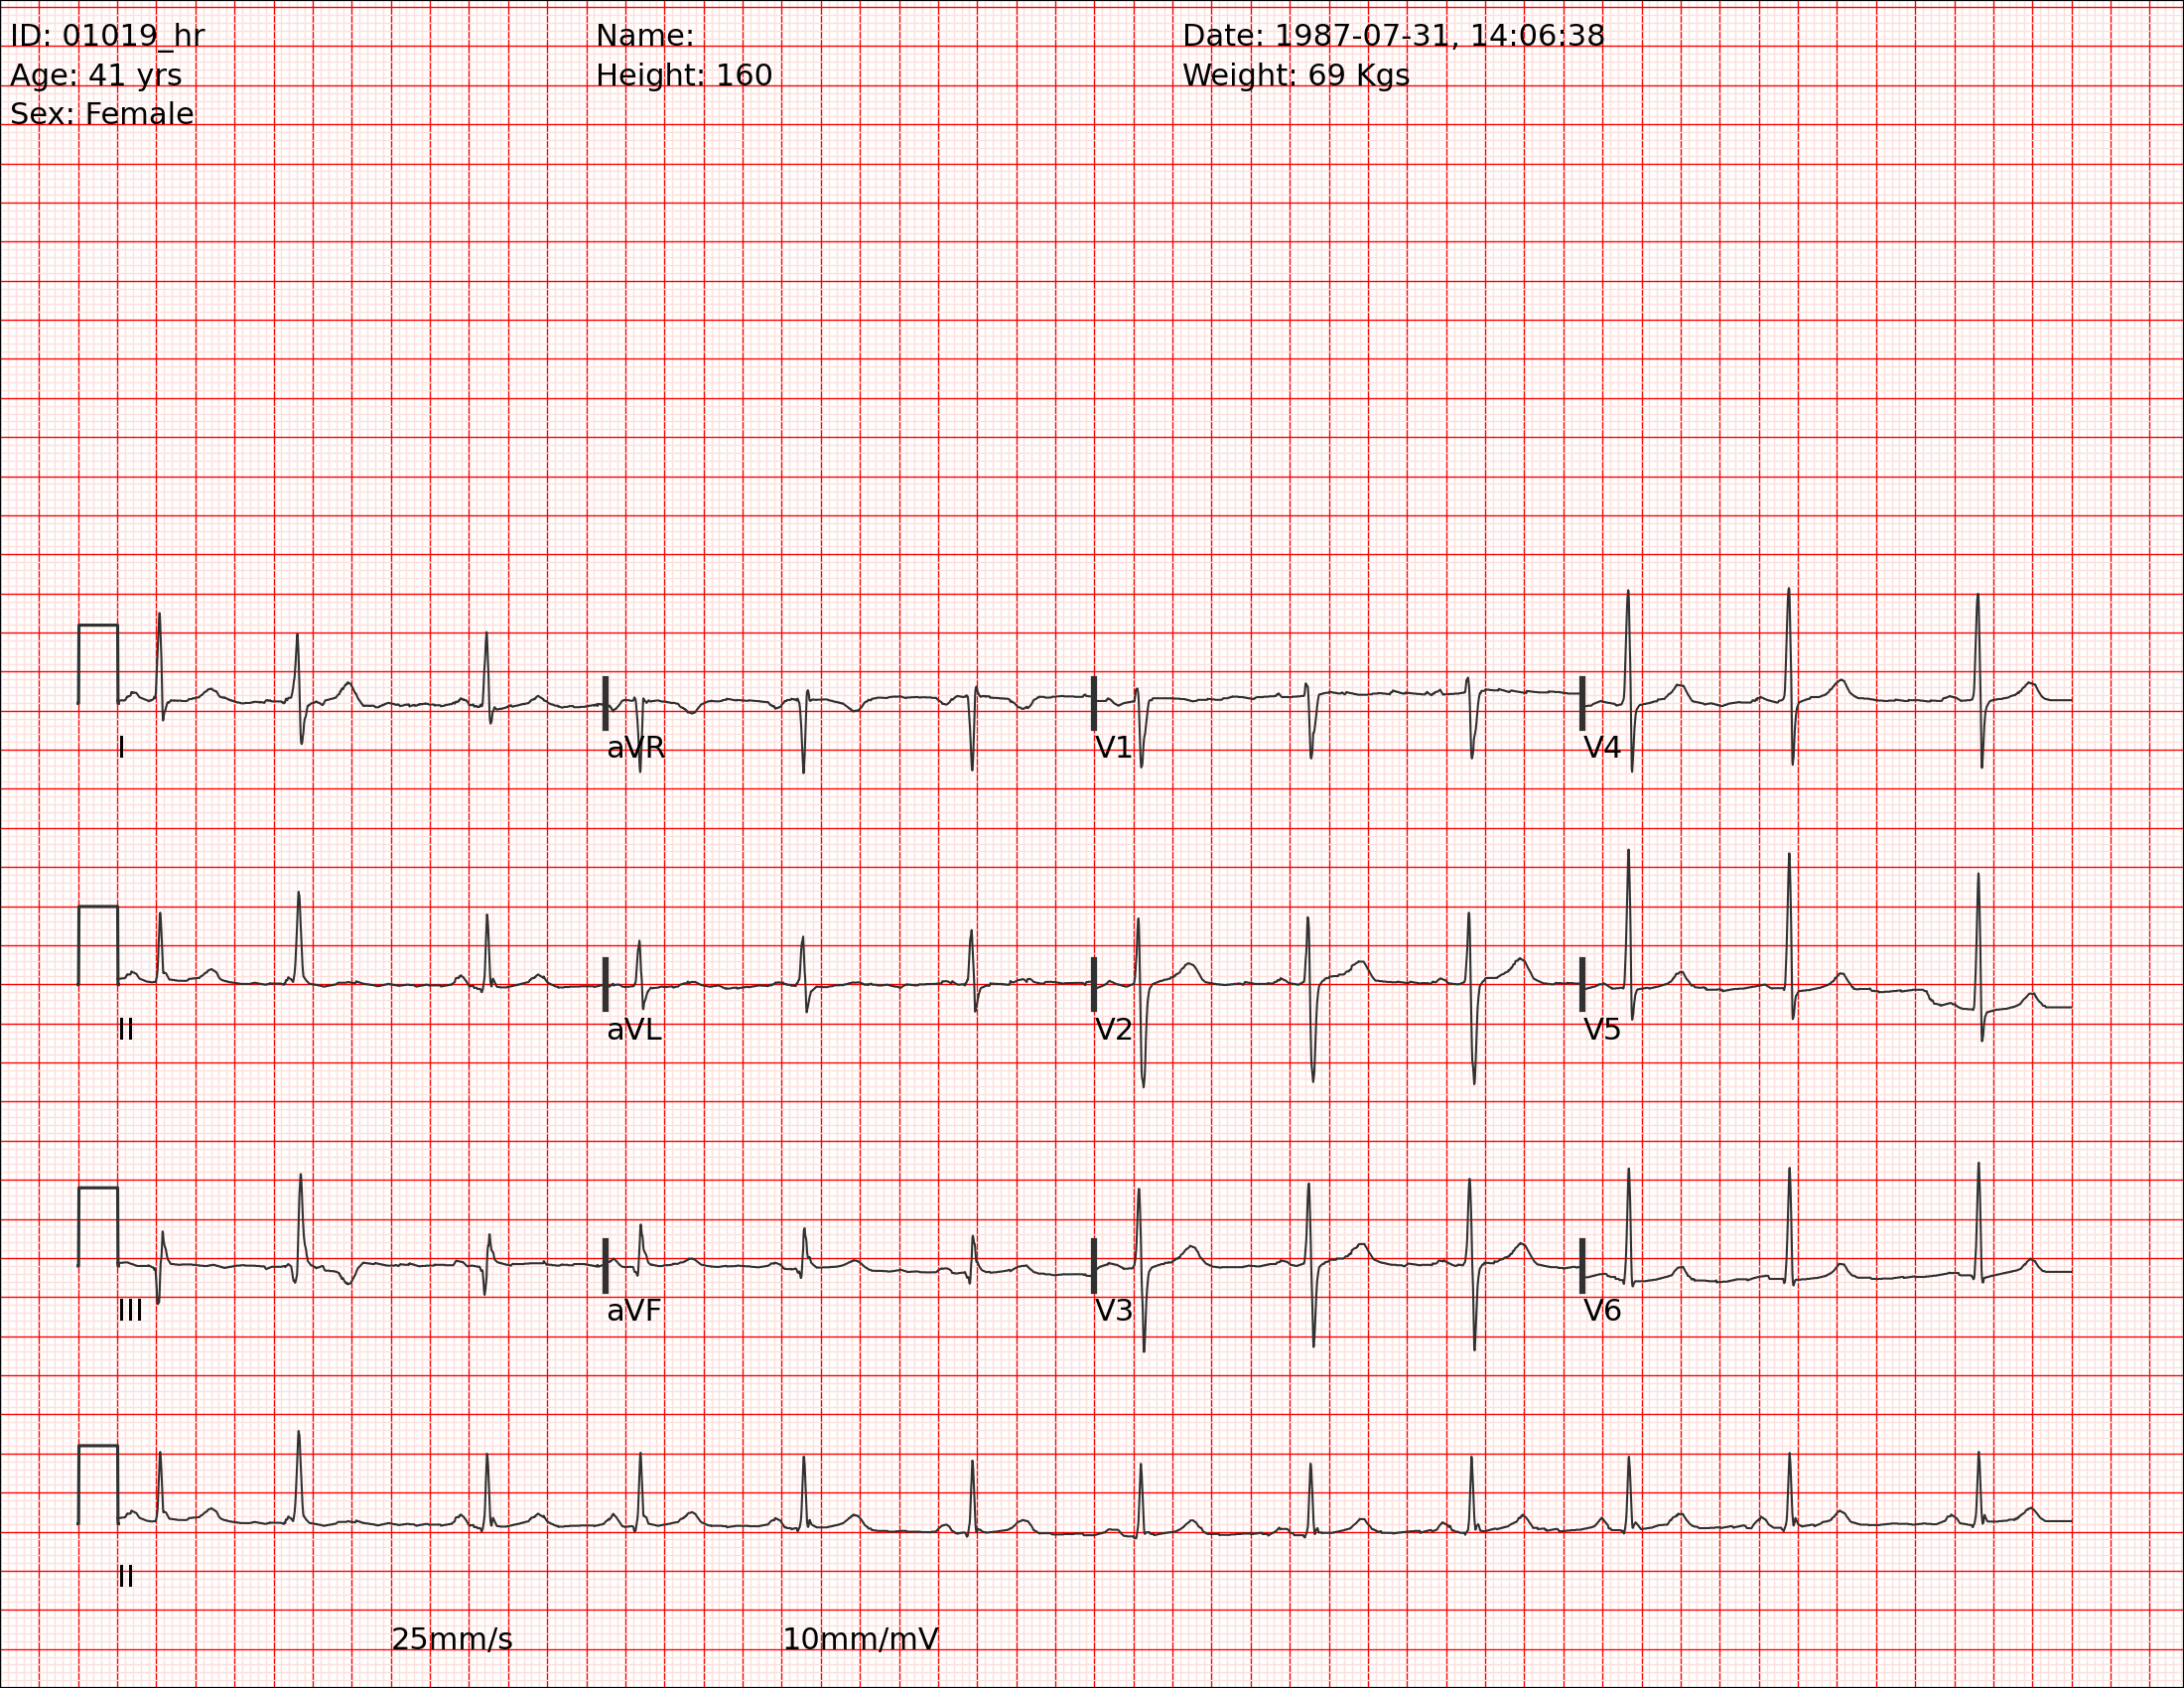 ID: 01019_hr Name: Date: 1987-07-31, 14:06:38
Age: 41 yrs Height: 160 Weight: 69 Kgs
Sex: Female
I aVR V1 V4
II aVL V2 V5
III aVF V3 V6
II
25mm/s 10mm/mV